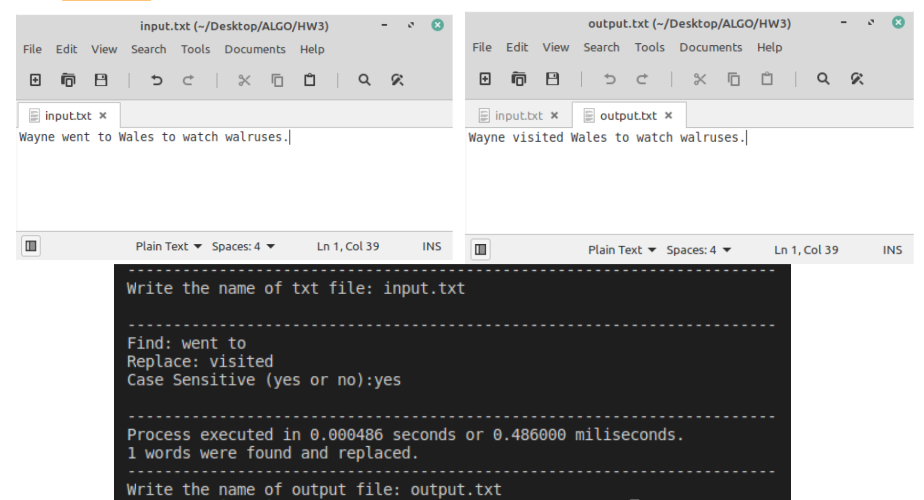 input.txt (~/Desktop/ALGO/HW3)
File Edit View Search Tools Documents Help
input.txt
Wayne went to Wales to watch walruses.
Plain Text Spaces: 4 Ln 1, Col 39 INS
output.txt (~/Desktop/ALGO/HW3)
File Edit View Search Tools Documents Help
input.txt output.txt
Wayne visited Wales to watch walruses.
Plain Text Spaces: 4 Ln 1, Col 39 INS
-----------------------------------------------------------------------
Write the name of txt file: input.txt
-----------------------------------------------------------------------
Find: went to
Replace: visited
Case Sensitive (yes or no):yes
-----------------------------------------------------------------------
Process executed in 0.000486 seconds or 0.486000 miliseconds.
1 words were found and replaced.
-----------------------------------------------------------------------
Write the name of output file: output.txt